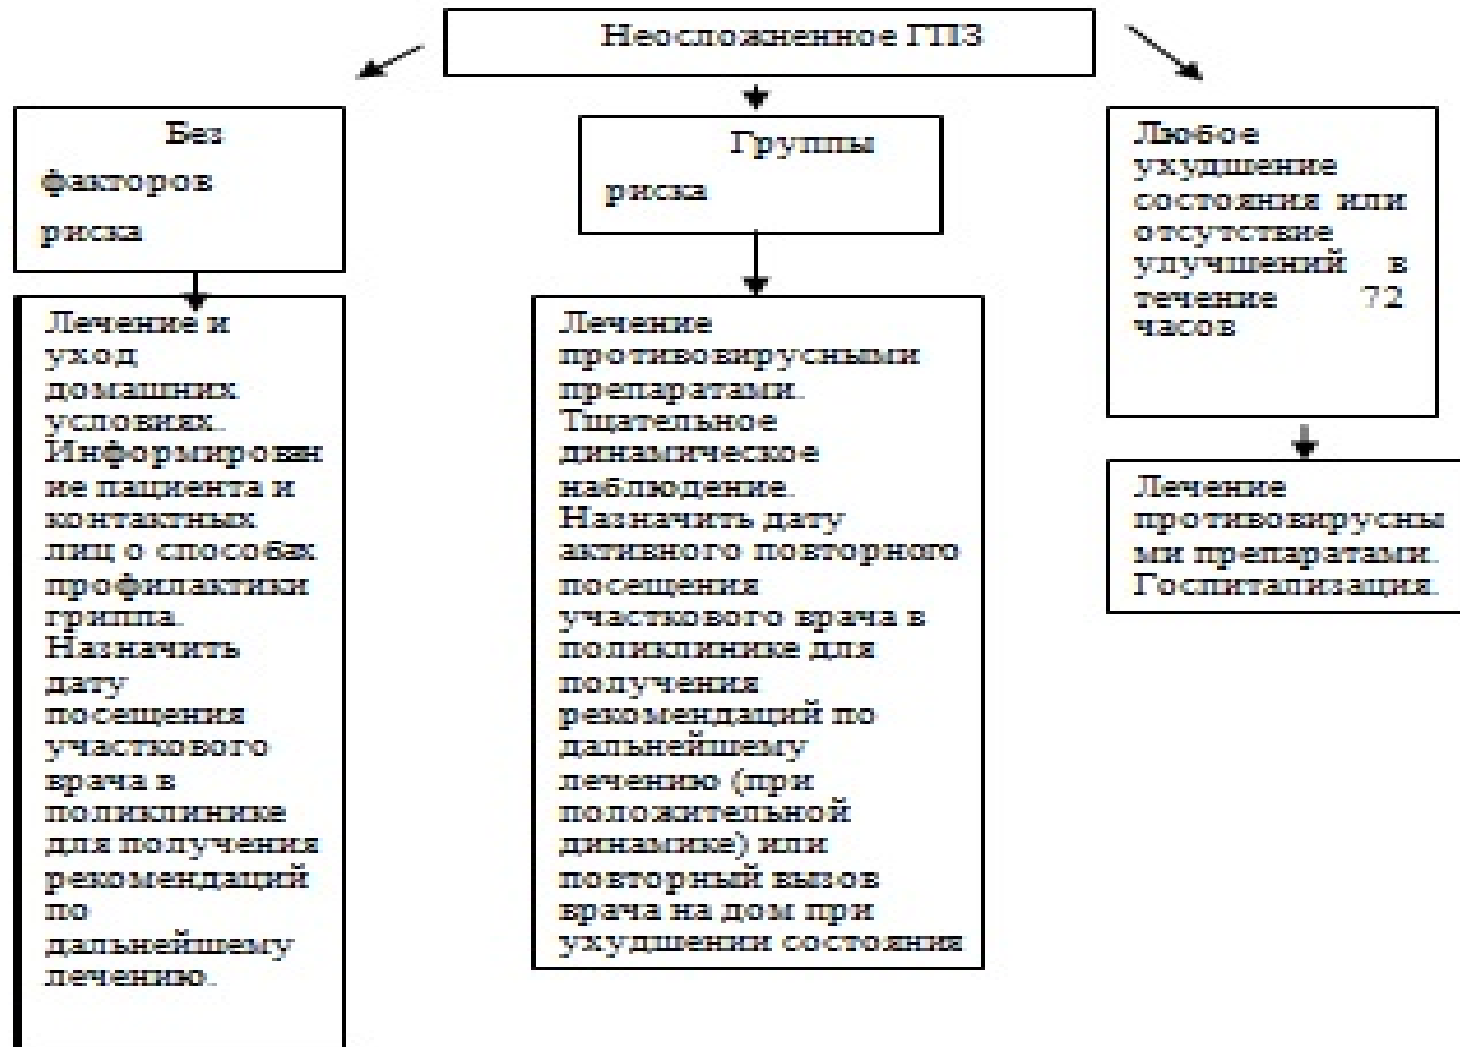 Неосложненное ГПЗ
Без
факторов
риска
Лечение и
уход
домашних
условиях.
Информирован
ие пациента и
контактных
лиц о способах
профилактики
гриппа.
Назначить
дату
посещения
участкового
врача в
поликлинике
для получения
рекомендаций
по
дальнейшему
лечению.
Группы
риска
Лечение
противовирусными
препаратами.
Тщательное
динамическое
наблюдение.
Назначить дату
активного повторного
посещения
участкового врача в
поликлинике для
получения
рекомендаций по
дальнейшему
лечению (при
положительной
динамике) или
повторный вызов
врача на дом при
ухудшении состояния
Любое
ухудшение
состояния или
отсутствие
улучшений в
течение 72
часов
Лечение
противовирусны
ми препаратами.
Госпитализация.